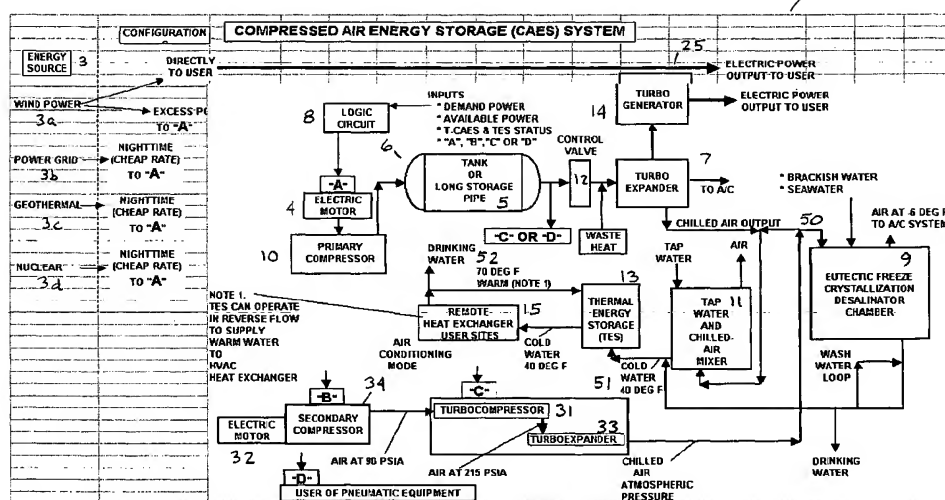 CONFIGURATION
COMPRESSED AIR ENERGY STORAGE (CAES) SYSTEM
25
ENERGY
SOURCE
3
DIRECTLY
TO USER
ELECTRIC POWER
OUTPUT TO USER
WIND POWER
3a
EXCESS
TO "A"
POWER GRID
3b
NIGHTTIME
(CHEAP RATE)
TO "A"
GEOTHERMAL
3c
NIGHTTIME
(CHEAP RATE)
TO "A"
NUCLEAR
3d
NIGHTTIME
(CHEAP RATE)
TO "A"
8
LOGIC
CIRCUIT
INPUTS
* DEMAND POWER
* AVAILABLE POWER
* T-CAES & TES STATUS
* "A", "B", "C" OR "D"
14
TURBO
GENERATOR
ELECTRIC POWER
OUTPUT TO USER
6
-A-
4
ELECTRIC
MOTOR
10
PRIMARY
COMPRESSOR
TANK
OR
LONG STORAGE
PIPE
5
CONTROL
VALVE
12
7
TURBO
EXPANDER
TO A/C
-C- OR -D-
WASTE
HEAT
CHILLED AIR OUTPUT
50
* BRACKISH WATER
* SEAWATER
AIR AT -6 DEG F
TO A/C SYSTEM
9
EUTECTIC FREEZE
CRYSTALLIZATION
DESALINATOR
CHAMBER
DRINKING
WATER
52
70 DEG F
WARM (NOTE 1)
13
THERMAL
ENERGY
STORAGE
(TES)
TAP
WATER
AIR
11
TAP
WATER
AND
CHILLED-
AIR
MIXER
NOTE 1.
TES CAN OPERATE
IN REVERSE FLOW
TO SUPPLY
WARM WATER
TO
HVAC
HEAT EXCHANGER
REMOTE
HEAT EXCHANGER
USER SITES
15
AIR
CONDITIONING
MODE
COLD
WATER
40 DEG F
51
COLD
WATER
40 DEG F
WASH
WATER
LOOP
-B-
34
SECONDARY
COMPRESSOR
ELECTRIC
MOTOR
32
AIR AT 90 PSIA
-C-
TURBOCOMPRESSOR
31
33
TURBOEXPANDER
AIR AT 215 PSIA
CHILLED
AIR
ATMOSPHERIC
PRESSURE
DRINKING
WATER
-D-
USER OF PNEUMATIC EQUIPMENT